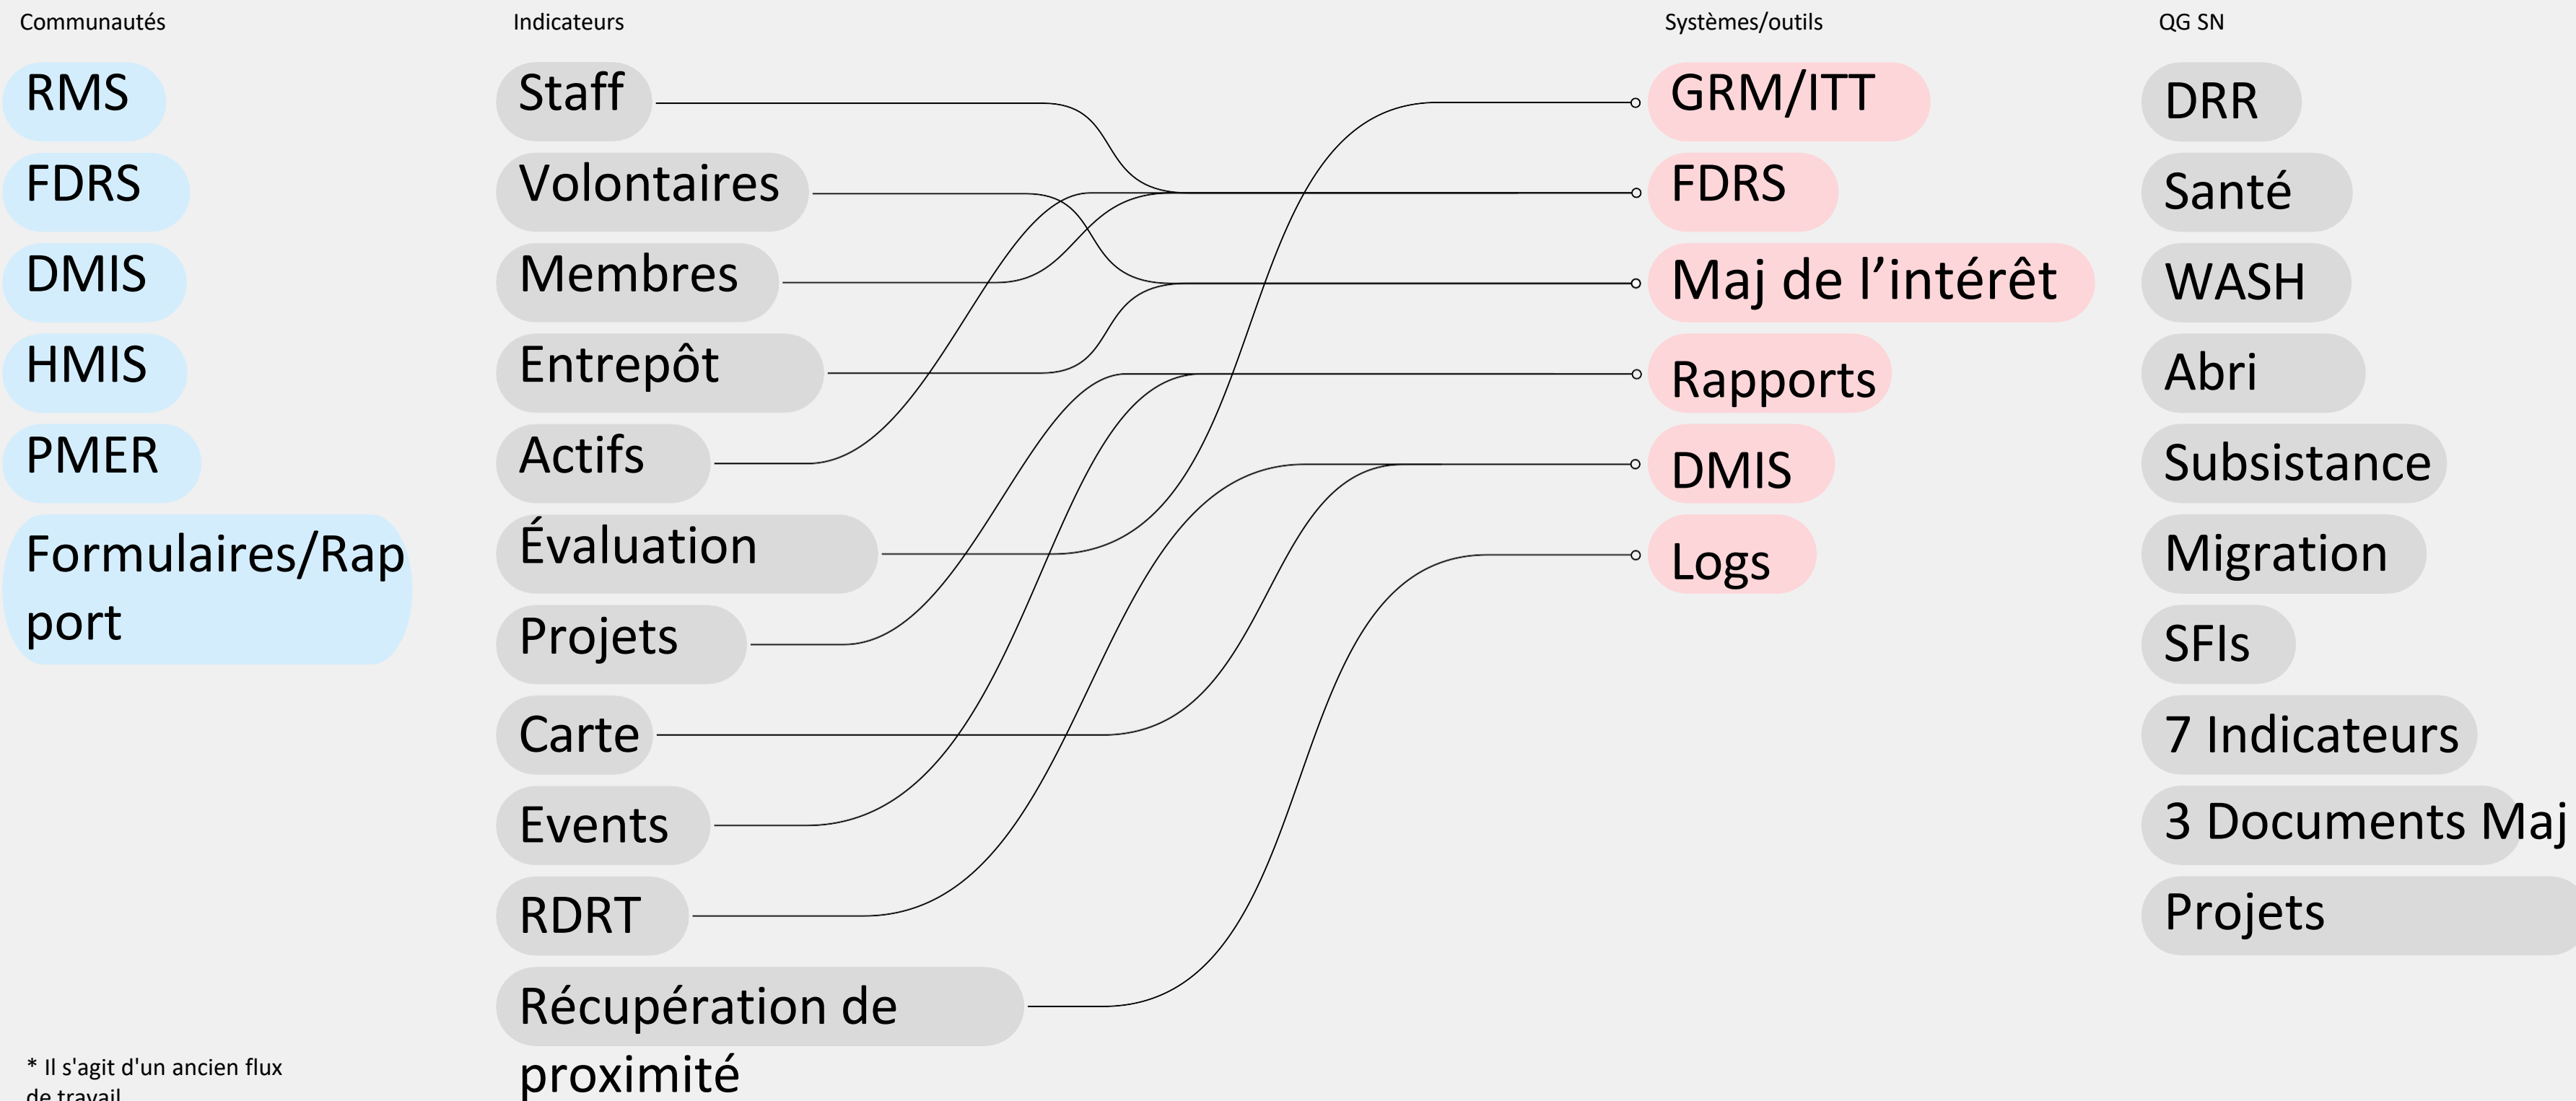 Communautés
RMS
FDRS
DMIS
HMIS
PMER
Formulaires/Rap
port
* Il s'agit d'un ancien flux
de travail
Indicateurs
Staff
Volontaires
Membres
Entrepôt
Actifs
Évaluation
Projets
Carte
Events
RDRT
Récupération de
proximité
Systèmes/outils
GRM/ITT
FDRS
Maj de l’intérêt
Rapports
DMIS
Logs
QG SN
DRR
Santé
WASH
Abri
Subsistance
Migration
SFIs
7 Indicateurs
3 Documents Maj
Projets